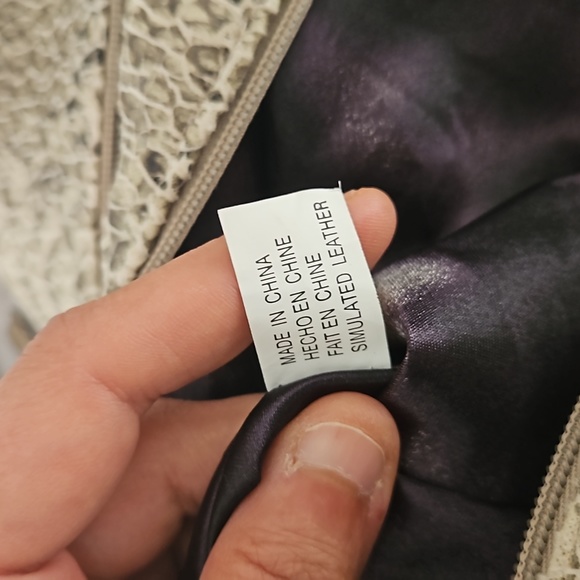 MADE IN CHINA
HECHO EN CHINE
FAIT EN CHINE
SIMULATED LEATHER